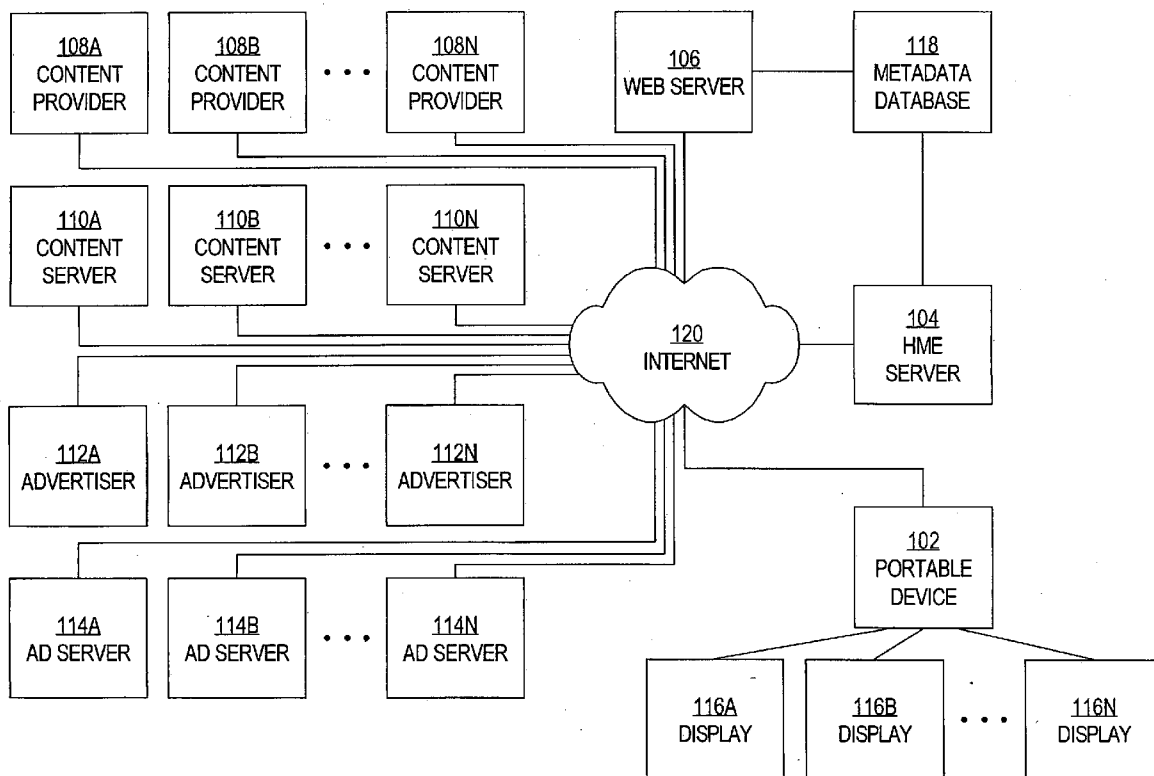 108A
CONTENT
PROVIDER
108B
CONTENT
PROVIDER
108N
CONTENT
PROVIDER
106
WEB SERVER
118
METADATA
DATABASE
110A
CONTENT
SERVER
110B
CONTENT
SERVER
110N
CONTENT
SERVER
120
INTERNET
104
HME
SERVER
112A
ADVERTISER
112B
ADVERTISER
112N
ADVERTISER
102
PORTABLE
DEVICE
114A
AD SERVER
114B
AD SERVER
114N
AD SERVER
116A
DISPLAY
116B
DISPLAY
116N
DISPLAY